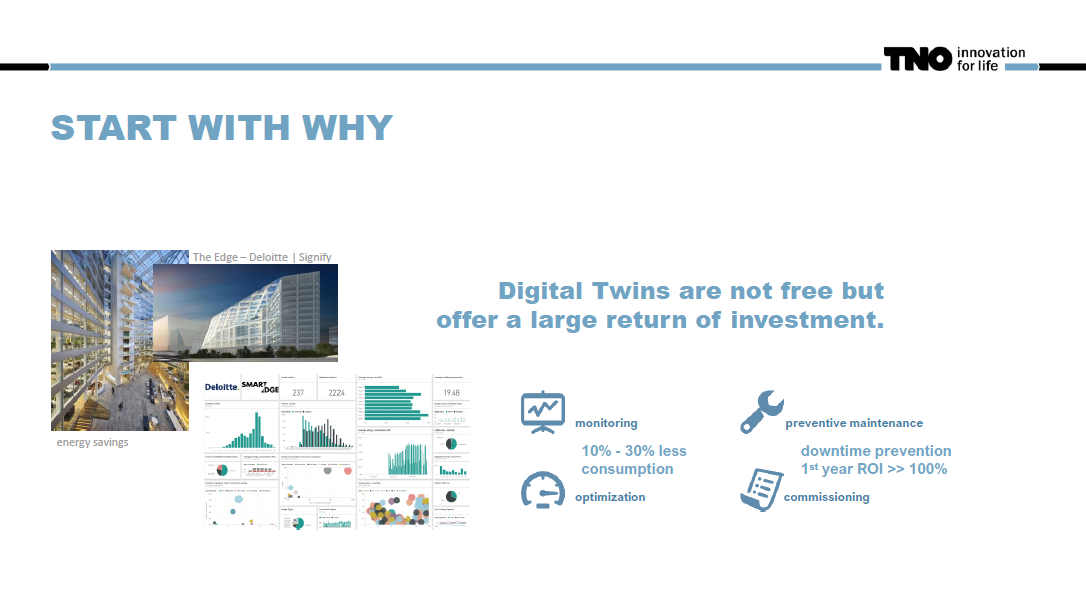 TNO innovation
for life
START WITH WHY
The Edge – Deloitte | Signify
energy savings
Deloitte. SMART
EDGE
237
2224
19.48
Digital Twins are not free but
offer a large return of investment.
monitoring
10% - 30% less
consumption
optimization
preventive maintenance
downtime prevention
1st year ROI >> 100%
commissioning